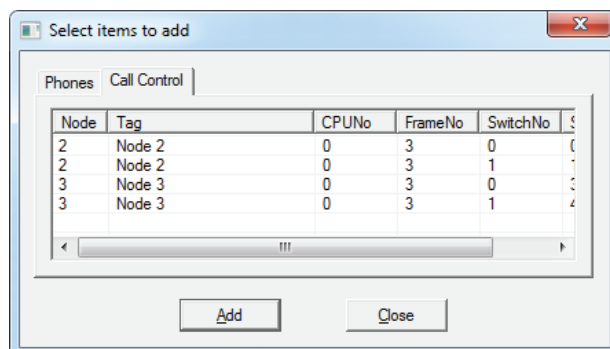 Select items to add
Phones Call Control
Node Tag CPUNo FrameNo SwitchNo
2 Node 2 0 3 0
2 Node 2 0 3 1
3 Node 3 0 3 0
3 Node 3 0 3 1
Add Close